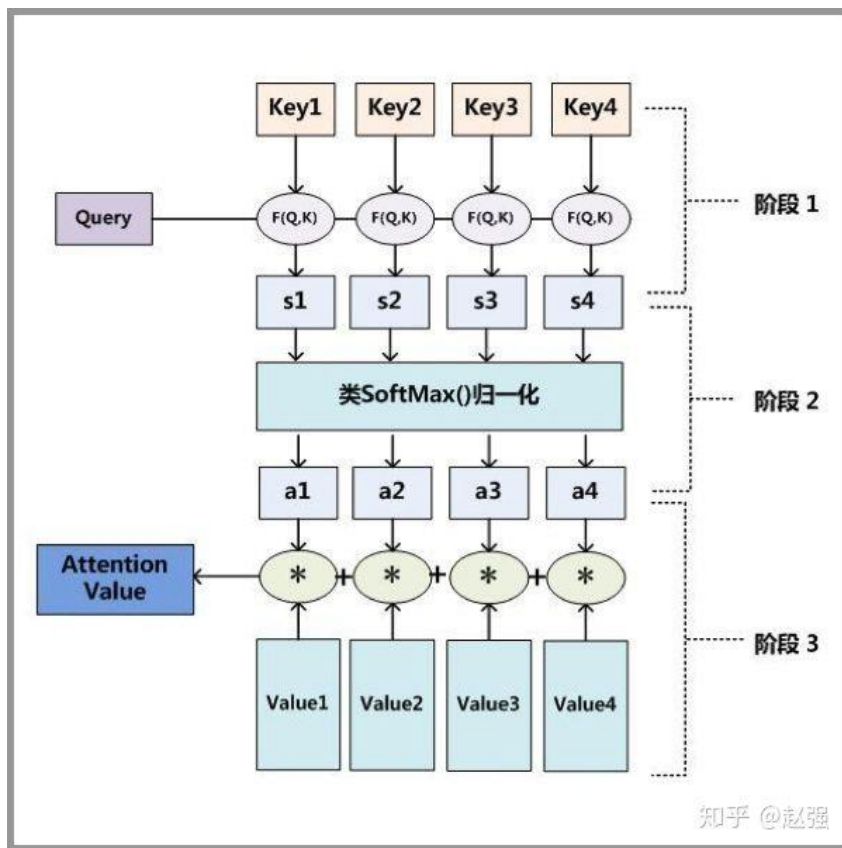 Key1 Key2 Key3 Key4
阶段 1
Query F(Q,K) F(Q,K) F(Q,K) F(Q,K)
s1 s2 s3 s4
类SoftMax()归一化
阶段 2
a1 a2 a3 a4
Attention
Value
* + * + * + *
阶段 3
Value1 Value2 Value3 Value4
知乎 @赵强